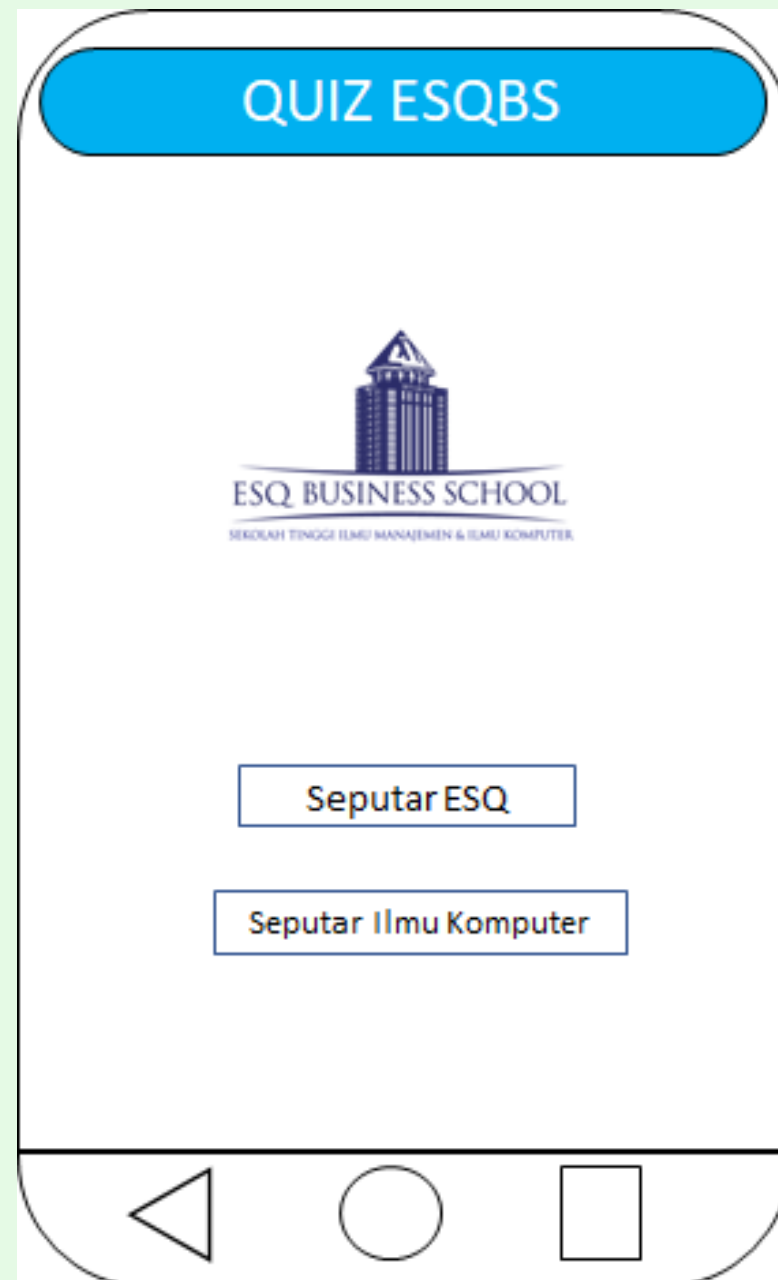 QUIZ ESQBS
ESQ BUSINESS SCHOOL
SEKOLAH TINGGI ILMU MANAJEMEN & ILMU KOMPUTER
Seputar ESQ
Seputar Ilmu Komputer